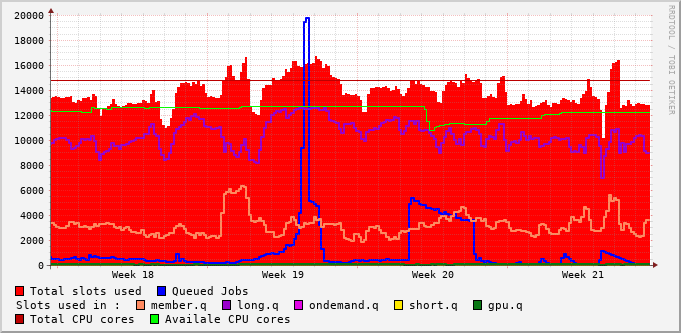 20000
18000
16000
14000
12000
10000
8000
6000
4000
2000
0
Week 18 Week 19 Week 20 Week 21
Total slots used Queued Jobs
Slots used in : member.q long.q ondemand.q short.q gpu.q
Total CPU cores Availale CPU cores
RRDTOOL / TOBI OETIKER